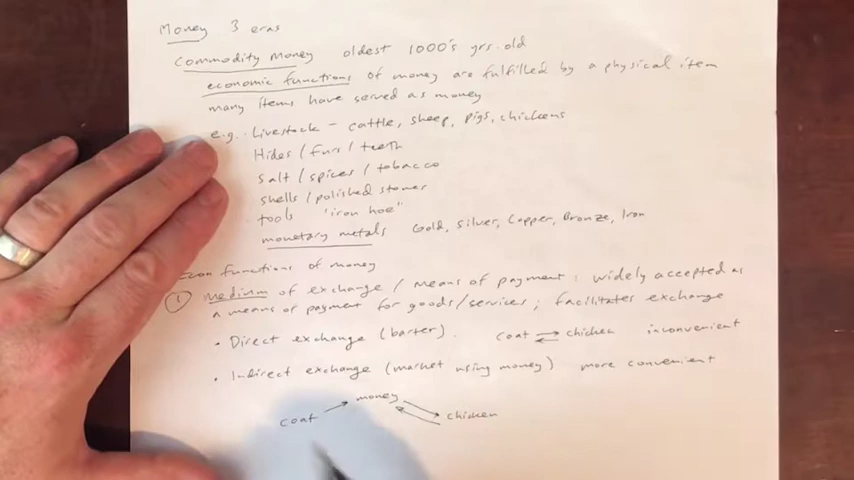 Money 3 eras
Commodity Money oldest 1000's yrs. old
economic functions of money are fulfilled by a physical item
many items have served as money
e.g.: Livestock – cattle, sheep, pigs, chickens
Hides / furs / teeth
salt / spices / tobacco
shells / polished stones
tools "iron hoe"
monetary metals Gold, Silver, Copper, Bronze, Iron
Econ functions of money
① Medium of exchange / means of payment: widely accepted as
a means of payment for goods/services; facilitates exchange
• Direct exchange (barter). coat ⇄ chicken inconvenient
• Indirect exchange (market using money) more convenient
money
coat chicken